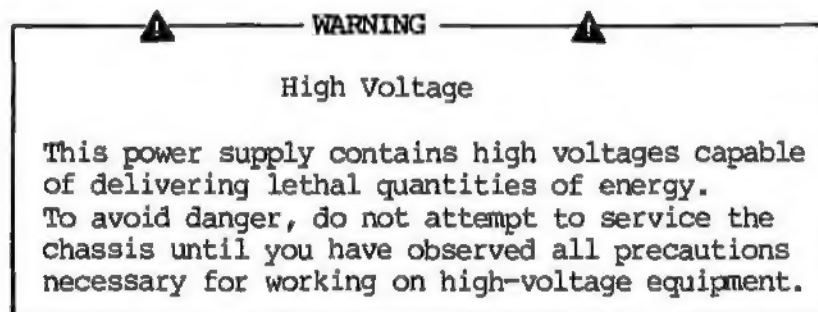 WARNING
High Voltage
This power supply contains high voltages capable
of delivering lethal quantities of energy.
To avoid danger, do not attempt to service the
chassis until you have observed all precautions
necessary for working on high-voltage equipment.